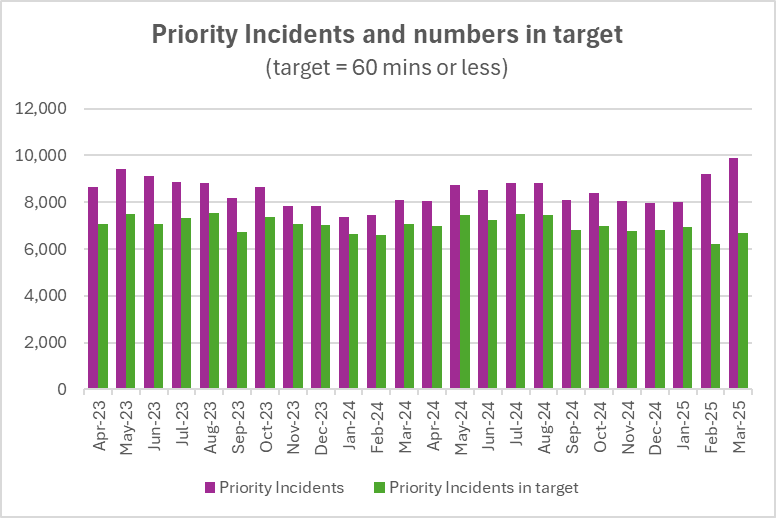 Priority Incidents and numbers in target
(target = 60 mins or less)
12,000
10,000
8,000
6,000
4,000
2,000
0
Apr-23
May-23
Jun-23
Jul-23
Aug-23
Sep-23
Oct-23
Nov-23
Dec-23
Jan-24
Feb-24
Mar-24
Apr-24
May-24
Jun-24
Jul-24
Aug-24
Sep-24
Oct-24
Nov-24
Dec-24
Jan-25
Feb-25
Mar-25
Priority Incidents
Priority Incidents in target